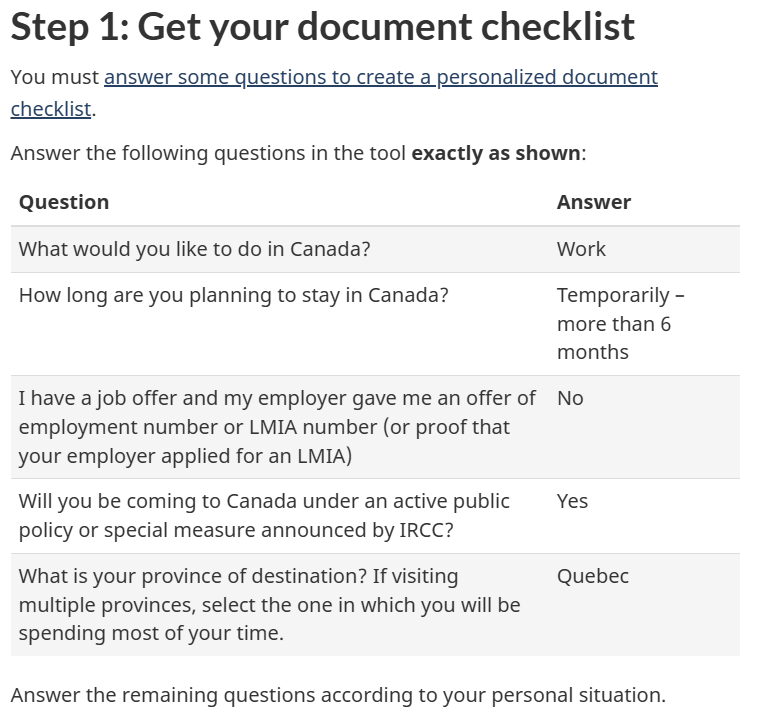 Step 1: Get your document checklist
You must answer some questions to create a personalized document
checklist.
Answer the following questions in the tool exactly as shown:
Question Answer
What would you like to do in Canada? Work
How long are you planning to stay in Canada? Temporarily –
more than 6
months
I have a job offer and my employer gave me an offer of No
employment number or LMIA number (or proof that
your employer applied for an LMIA)
Will you be coming to Canada under an active public Yes
policy or special measure announced by IRCC?
What is your province of destination? If visiting Quebec
multiple provinces, select the one in which you will be
spending most of your time.
Answer the remaining questions according to your personal situation.